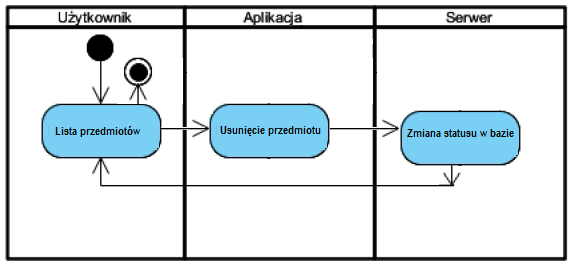 Użytkownik Aplikacja Serwer
Lista przedmiotów Usunięcie przedmiotu Zmiana statusu w bazie